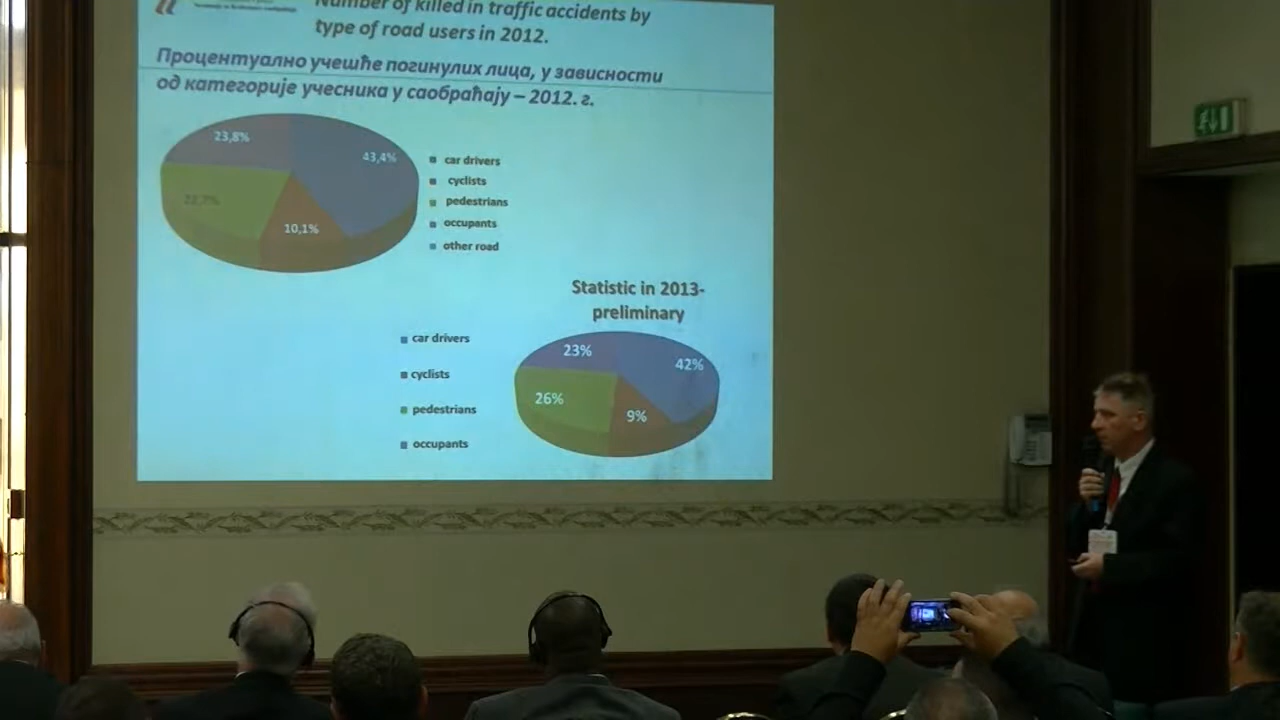 Number of killed in traffic accidents by
type of road users in 2012.
Процентуално учешће погинулих лица, у зависности
од категорије учесника у саобраћају – 2012. г.
23,8%
43,4%
22,7%
10,1%
car drivers
cyclists
pedestrians
occupants
other road
Statistic in 2013-
preliminary
car drivers
cyclists
pedestrians
occupants
23%
42%
26%
9%